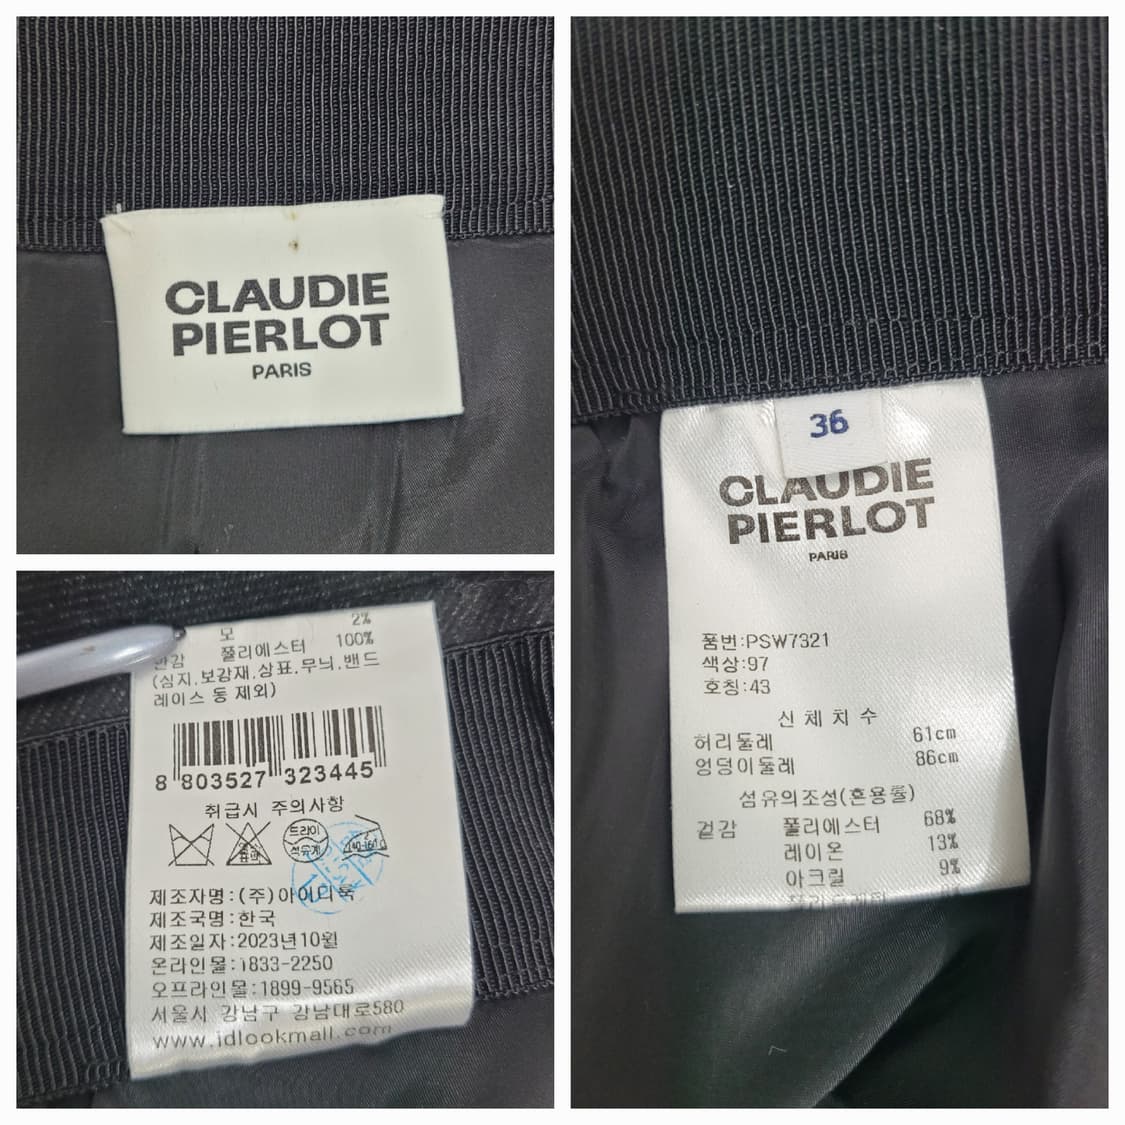 CLAUDIE
PIERLOT
PARIS
36
CLAUDIE
PIERLOT
PARIS
품번:PSW7321
색상:97
호칭:43
신체치수
허리둘레 61cm
엉덩이둘레 86cm
섬유의조성(혼용률)
겉감 폴리에스터 68%
레이온 13%
아크릴 9%
모 2%
안감 폴리에스터 100%
(심지,보강재,상표,무늬,밴드
레이스 등 제외)
8 803527 323445
취급시 주의사항
드라이
석유계
제조자명:(주)아이디룩
제조국명:한국
제조일자:2023년10월
온라인몰:1833-2250
오프라인몰:1899-9565
서울시 강남구 강남대로580
www.idlookmall.com